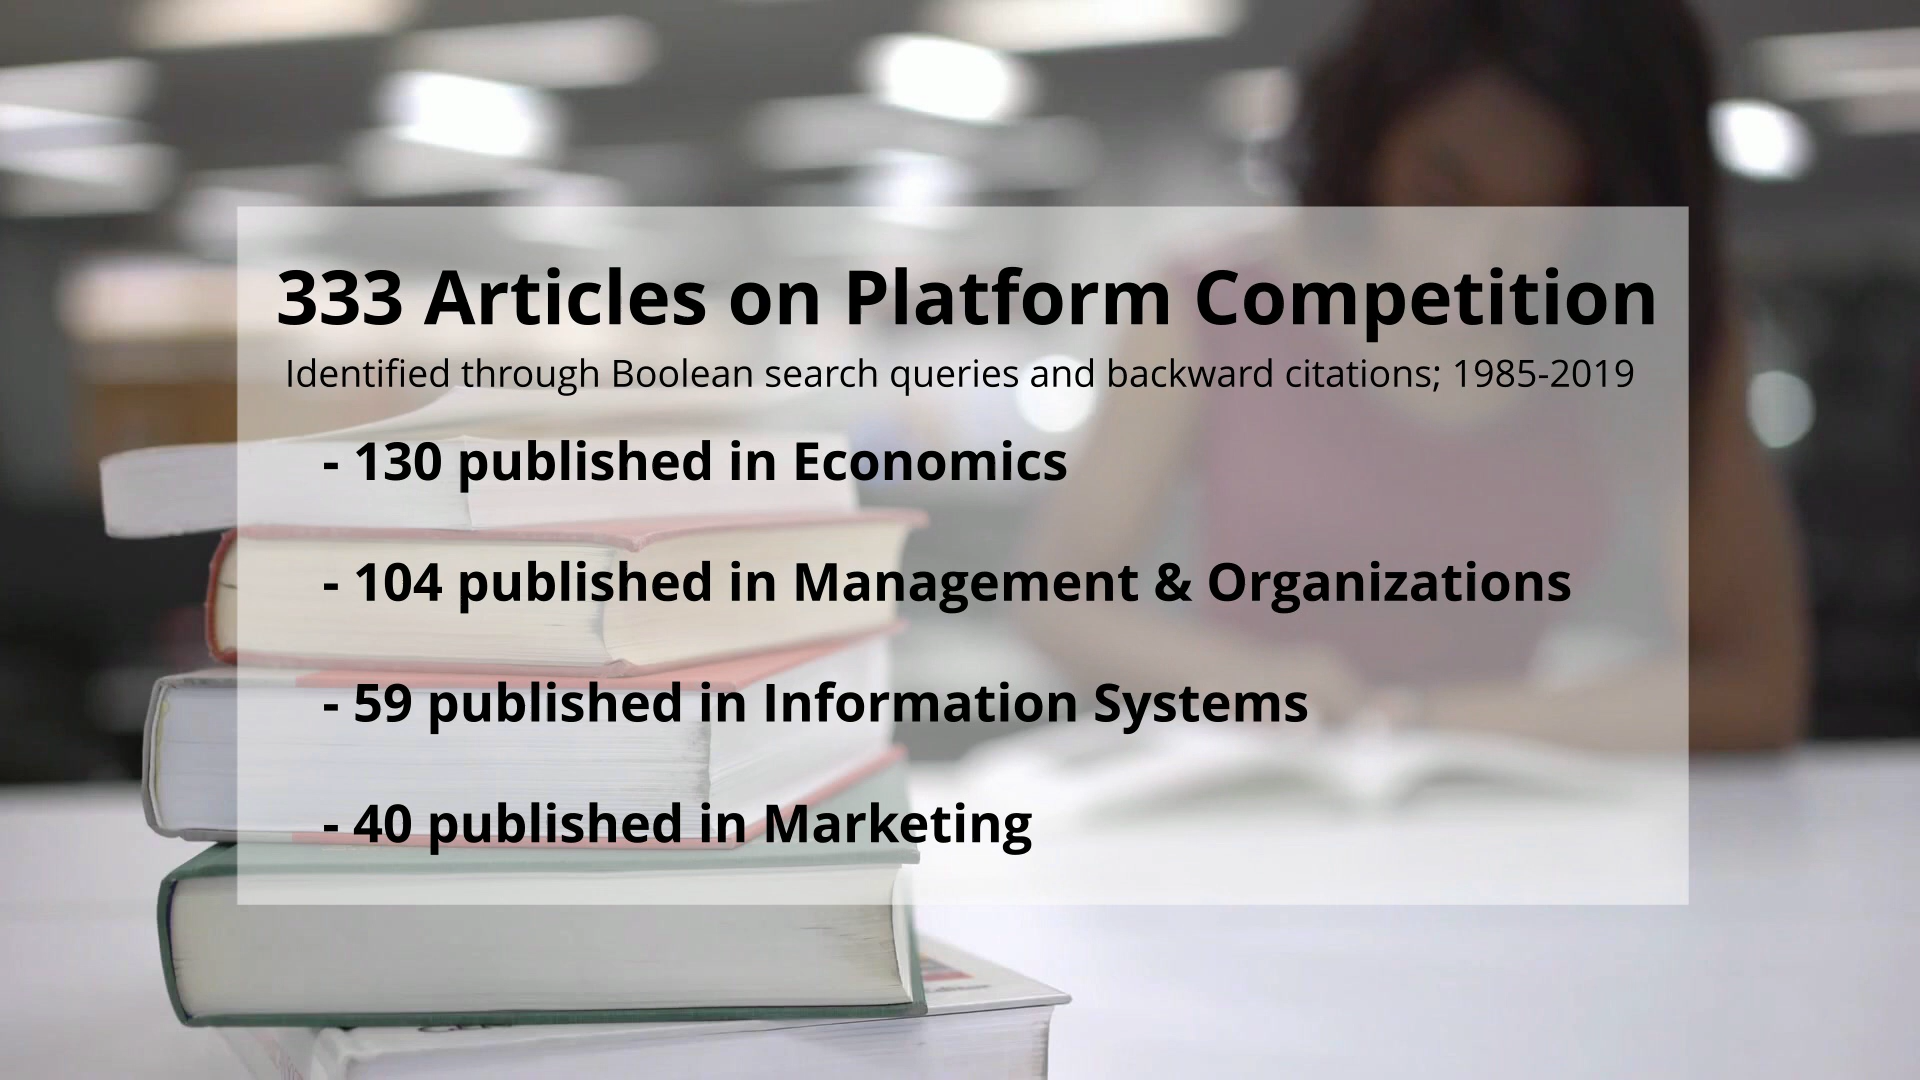 333 Articles on Platform Competition
Identified through Boolean search queries and backward citations; 1985-2019
- 130 published in Economics
- 104 published in Management & Organizations
- 59 published in Information Systems
- 40 published in Marketing